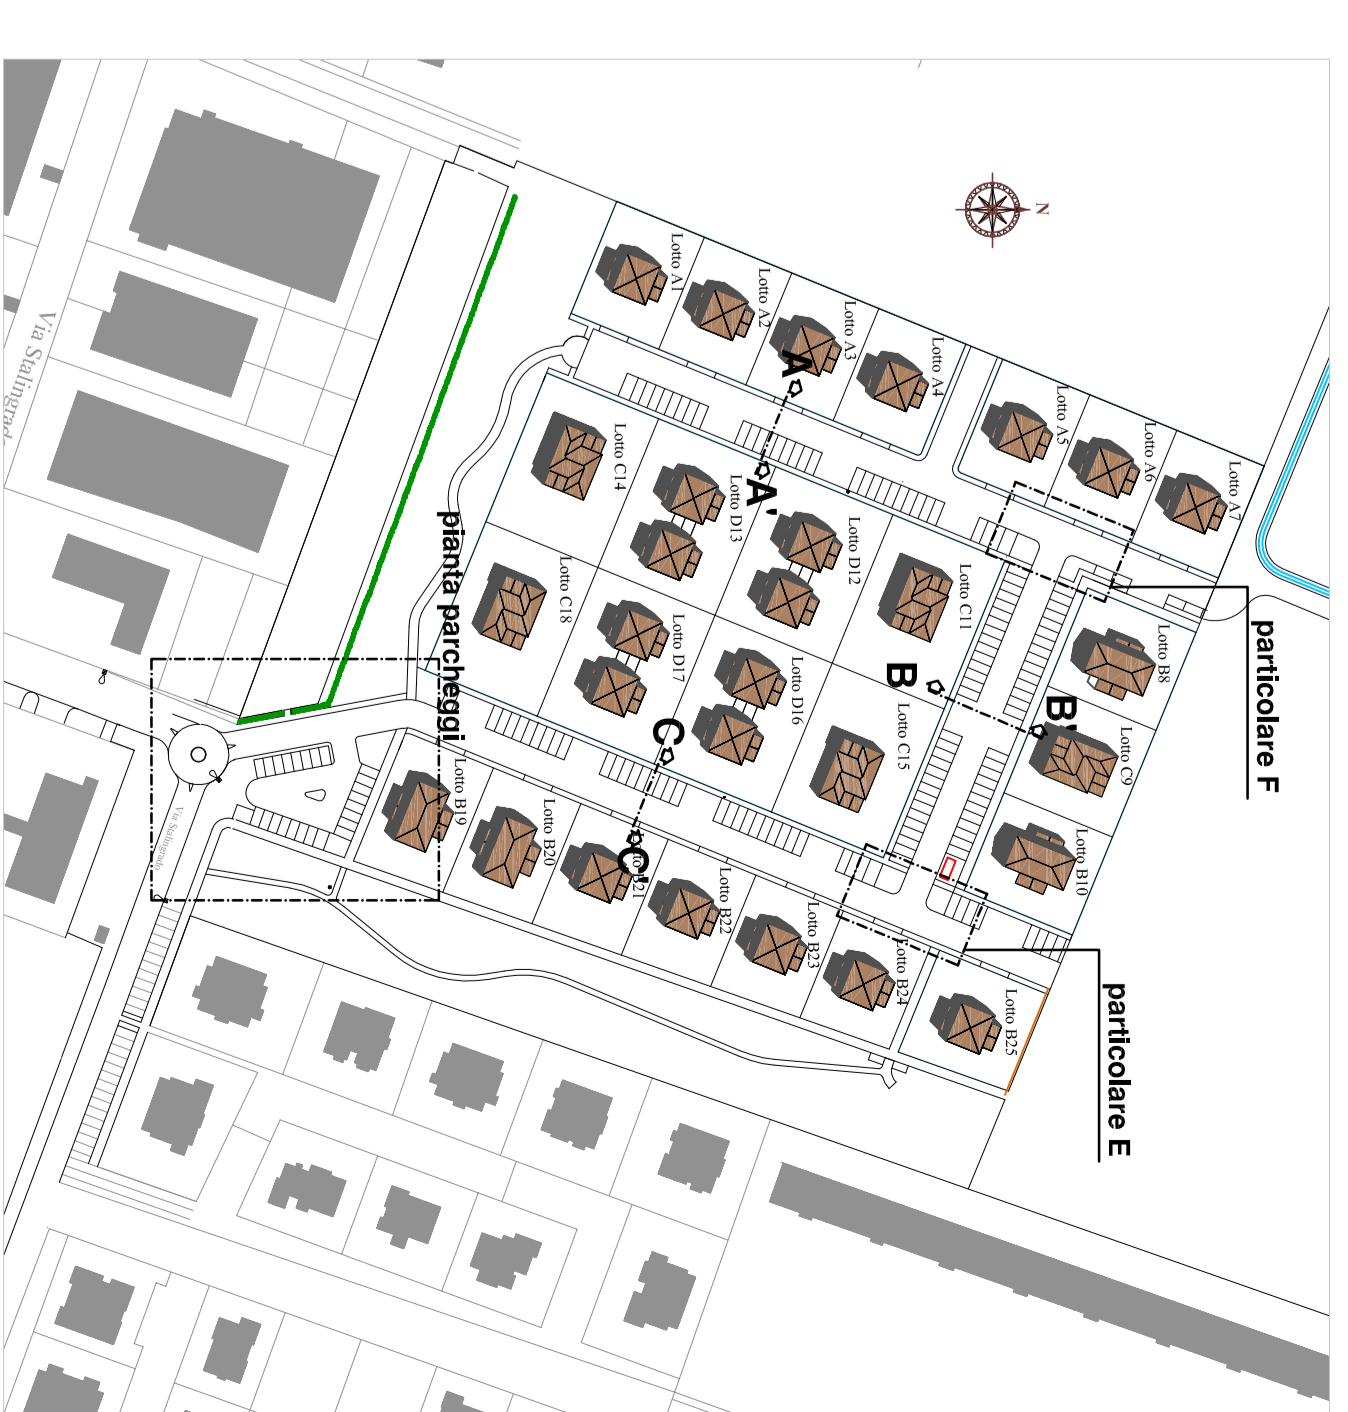 N
Lotto A1
Lotto A2
Lotto A3
Lotto A4
Lotto A5
Lotto A6
Lotto A7
A
A'
Lotto C14
Lotto D13
Lotto D12
Lotto C11
Lotto B8
Lotto C9
Lotto B10
Lotto C18
Lotto D17
Lotto D16
Lotto C15
B
B'
C
C'
Lotto B19
Lotto B20
B21
Lotto B22
Lotto B23
Lotto B24
Lotto B25
pianta parcheggi
particolare F
particolare E
Via Stalingrado
Via Stalingrad